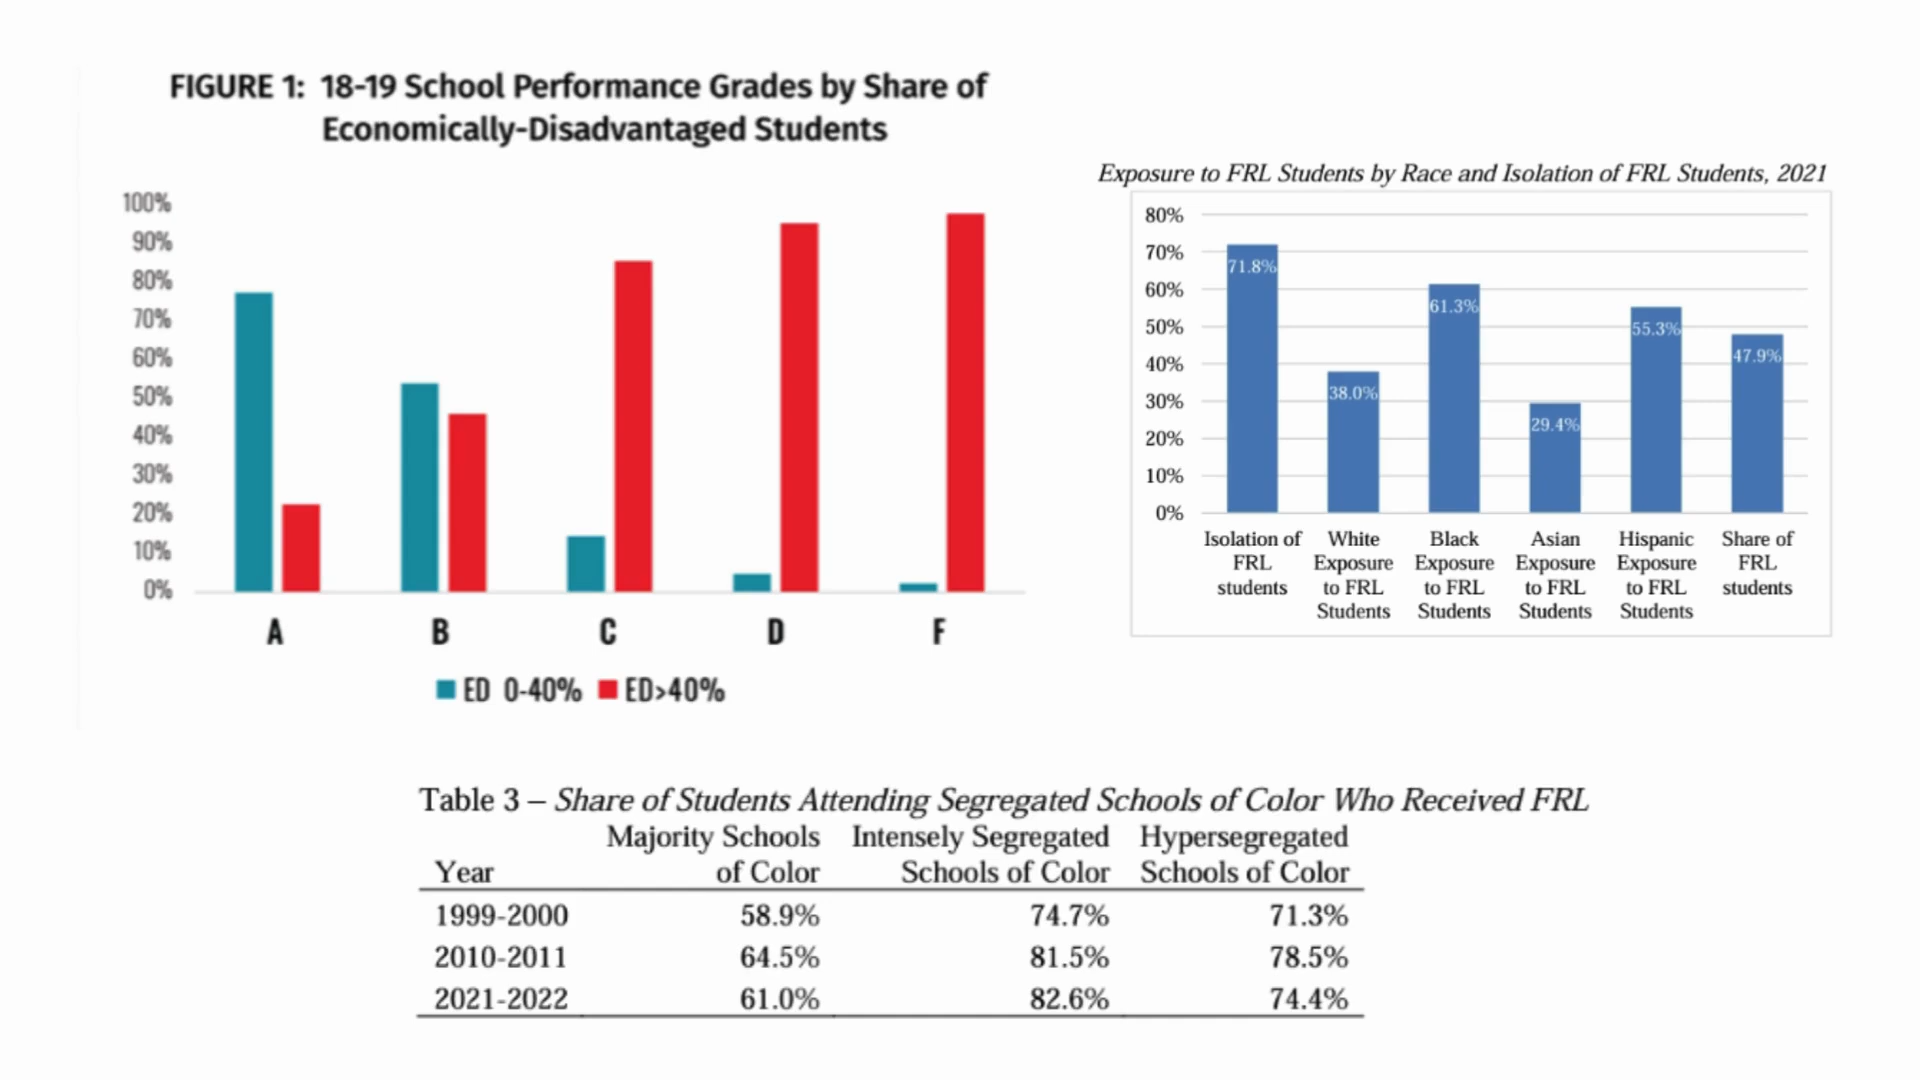 FIGURE 1: 18-19 School Performance Grades by Share of
Economically-Disadvantaged Students
100%
90%
80%
70%
60%
50%
40%
30%
20%
10%
0%
A B C D F
ED 0-40% ED>40%
Exposure to FRL Students by Race and Isolation of FRL Students, 2021
80%
70%
60%
50%
40%
30%
20%
10%
0%
71.8% 38.0% 61.3% 29.4% 55.3% 47.9%
Isolation of White Black Asian Hispanic Share of
FRL Exposure Exposure Exposure Exposure FRL
students to FRL to FRL to FRL to FRL students
Students Students Students Students
Table 3 – Share of Students Attending Segregated Schools of Color Who Received FRL
Majority Schools Intensely Segregated Hypersegregated
Year of Color Schools of Color Schools of Color
1999-2000 58.9% 74.7% 71.3%
2010-2011 64.5% 81.5% 78.5%
2021-2022 61.0% 82.6% 74.4%